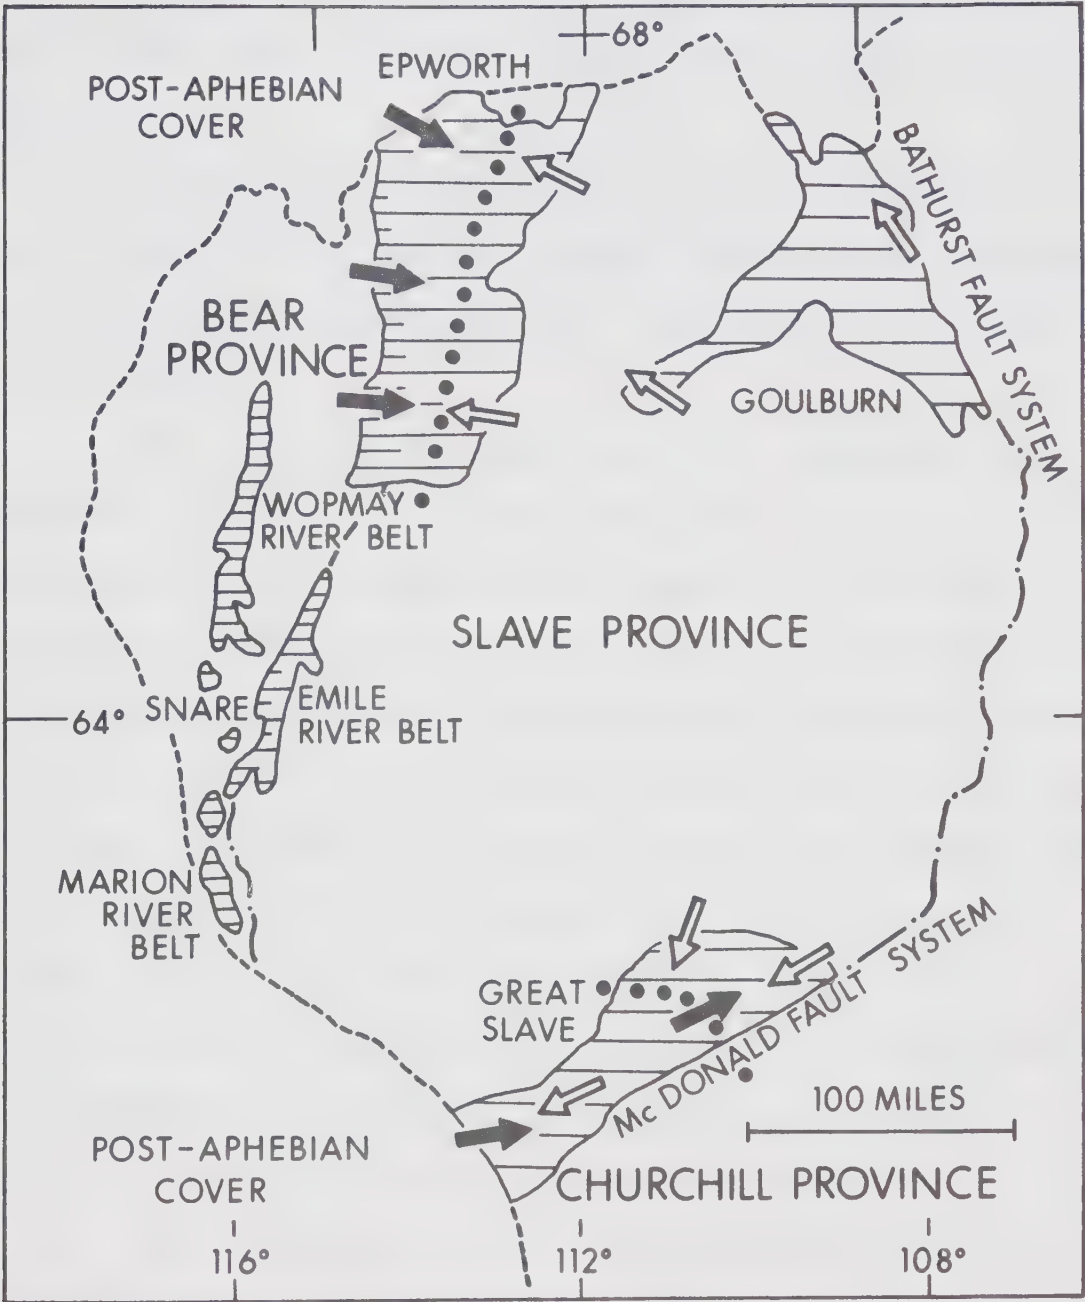 68°
EPWORTH
POST-APHEBIAN
COVER
BATHURST FAULT SYSTEM
BEAR
PROVINCE
GOULBURN
WOPMAY
RIVER BELT
SLAVE PROVINCE
64°
SNARE
EMILE
RIVER BELT
MARION
RIVER
BELT
GREAT
SLAVE
McDONALD FAULT SYSTEM
100 MILES
POST-APHEBIAN
COVER
CHURCHILL PROVINCE
116°
112°
108°